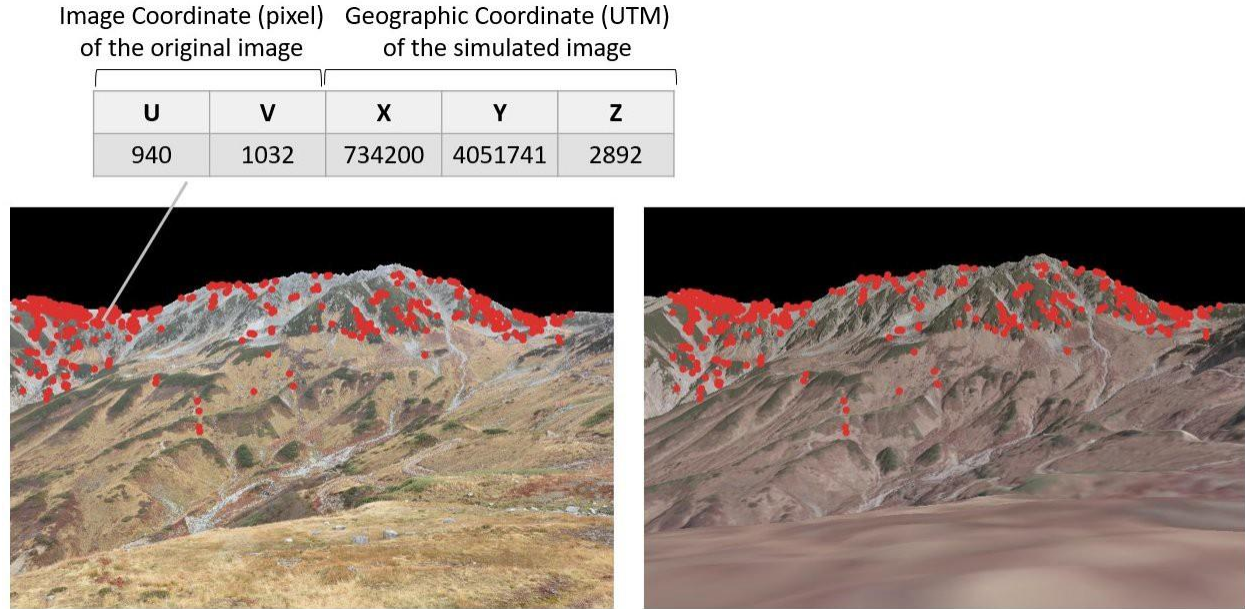 Image Coordinate (pixel) Geographic Coordinate (UTM)
of the original image of the simulated image
U V X Y Z
940 1032 734200 4051741 2892